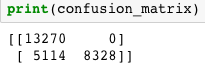 print(confusion_matrix)
[[13270     0]
 [ 5114  8328]]